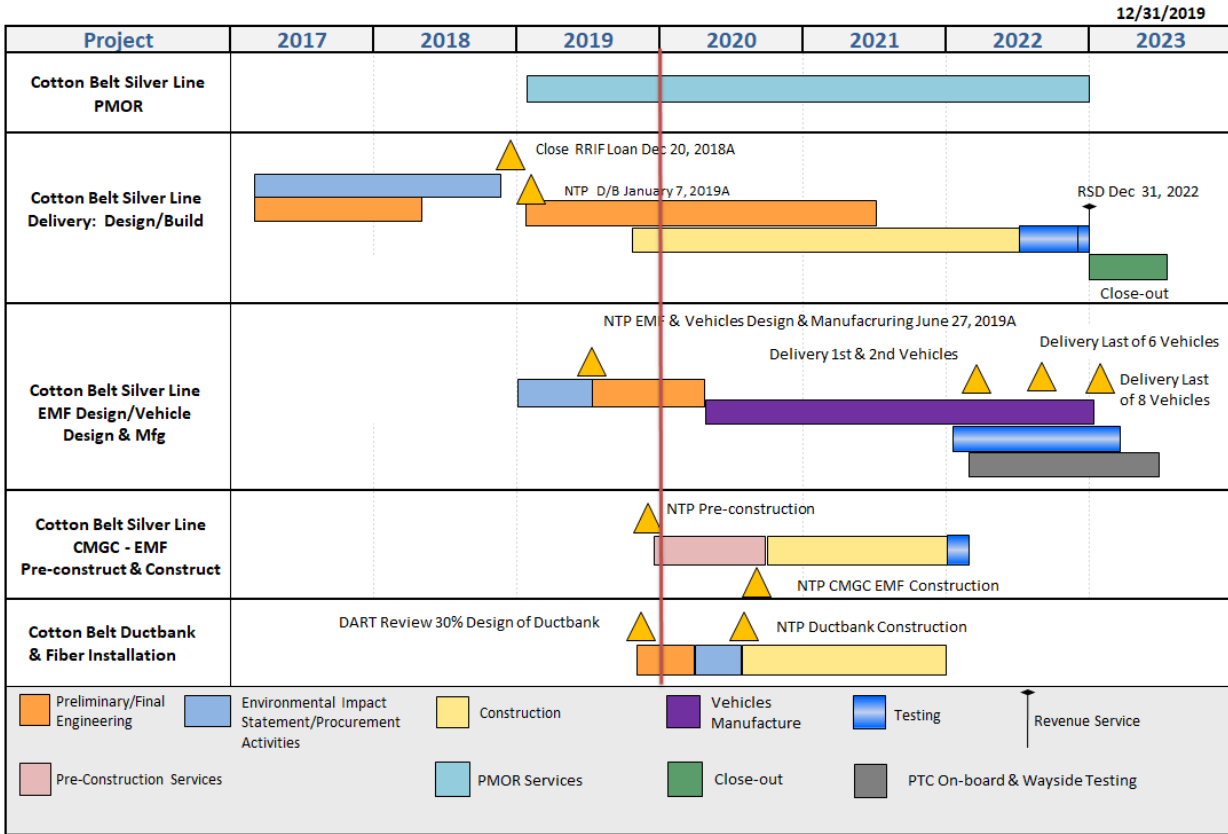 12/31/2019
Project 2017 2018 2019 2020 2021 2022 2023
Cotton Belt Silver Line
PMOR
Cotton Belt Silver Line
Delivery: Design/Build
Close RRIF Loan Dec 20, 2018A
NTP D/B January 7, 2019A
RSD Dec 31, 2022
Close-out
Cotton Belt Silver Line
EMF Design/Vehicle
Design & Mfg
NTP EMF & Vehicles Design & Manufacruring June 27, 2019A
Delivery 1st & 2nd Vehicles
Delivery Last of 6 Vehicles
Delivery Last
of 8 Vehicles
Cotton Belt Silver Line
CMGC - EMF
Pre-construct & Construct
NTP Pre-construction
NTP CMGC EMF Construction
Cotton Belt Ductbank
& Fiber Installation
DART Review 30% Design of Ductbank
NTP Ductbank Construction
Preliminary/Final
Engineering
Environmental Impact
Statement/Procurement
Activities
Construction
Vehicles
Manufacture
Testing
Revenue Service
Pre-Construction Services
PMOR Services
Close-out
PTC On-board & Wayside Testing